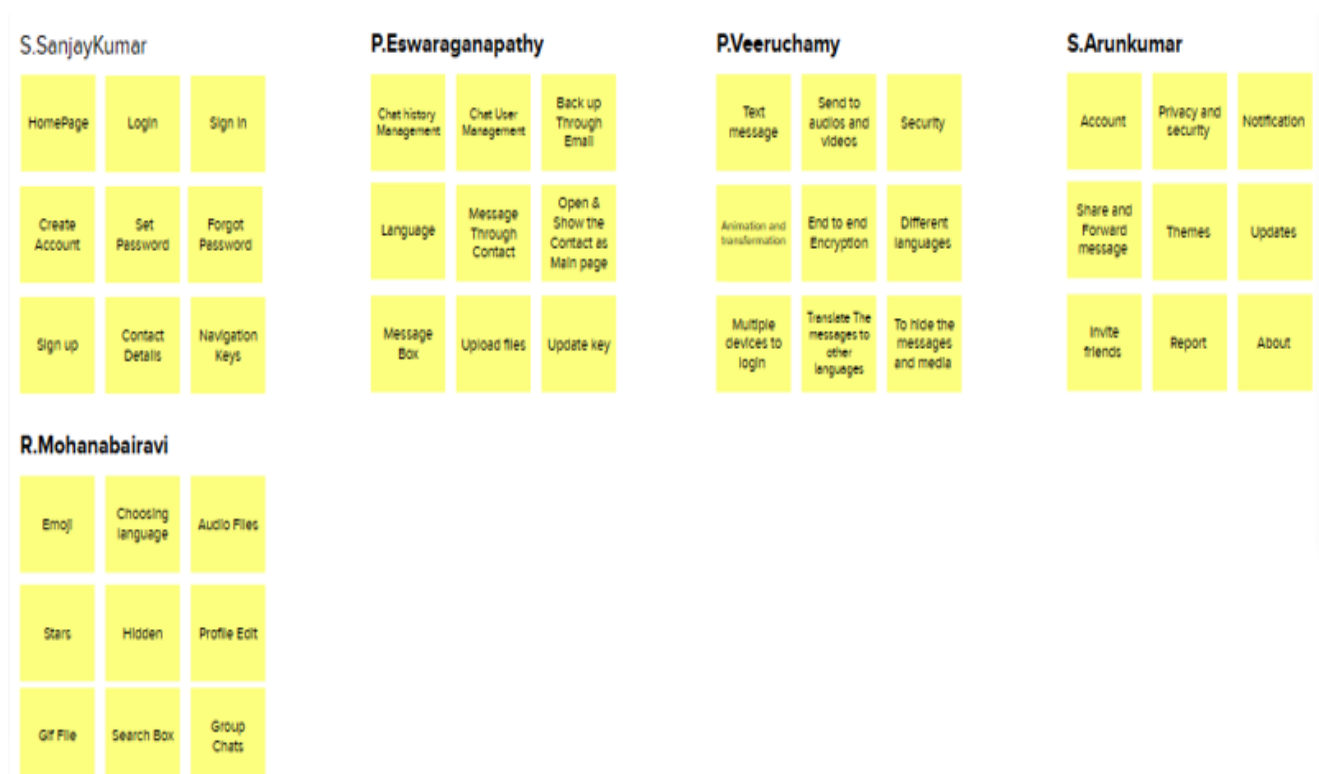 S.SanjayKumar
HomePage
Login
Sign In
Create
Account
Set
Password
Forgot
Password
Sign up
Contact
Details
Navigation
Keys
P.Eswaraganapathy
Chat history
Management
Chat User
Management
Back up
Through
Email
Language
Message
Through
Contact
Open &
Show the
Contact as
Main page
Message
Box
Upload files
Update key
P.Veeruchamy
Text
message
Send to
audios and
videos
Security
Animation and
transformation
End to end
Encryption
Different
languages
Multiple
devices to
login
Translate The
messages to
other
languages
To hide the
messages
and media
S.Arunkumar
Account
Privacy and
security
Notification
Share and
Forward
message
Themes
Updates
Invite
friends
Report
About
R.Mohanabairavi
Emoji
Choosing
language
Audio Files
Stars
Hidden
Profile Edit
Gif File
Search Box
Group
Chats